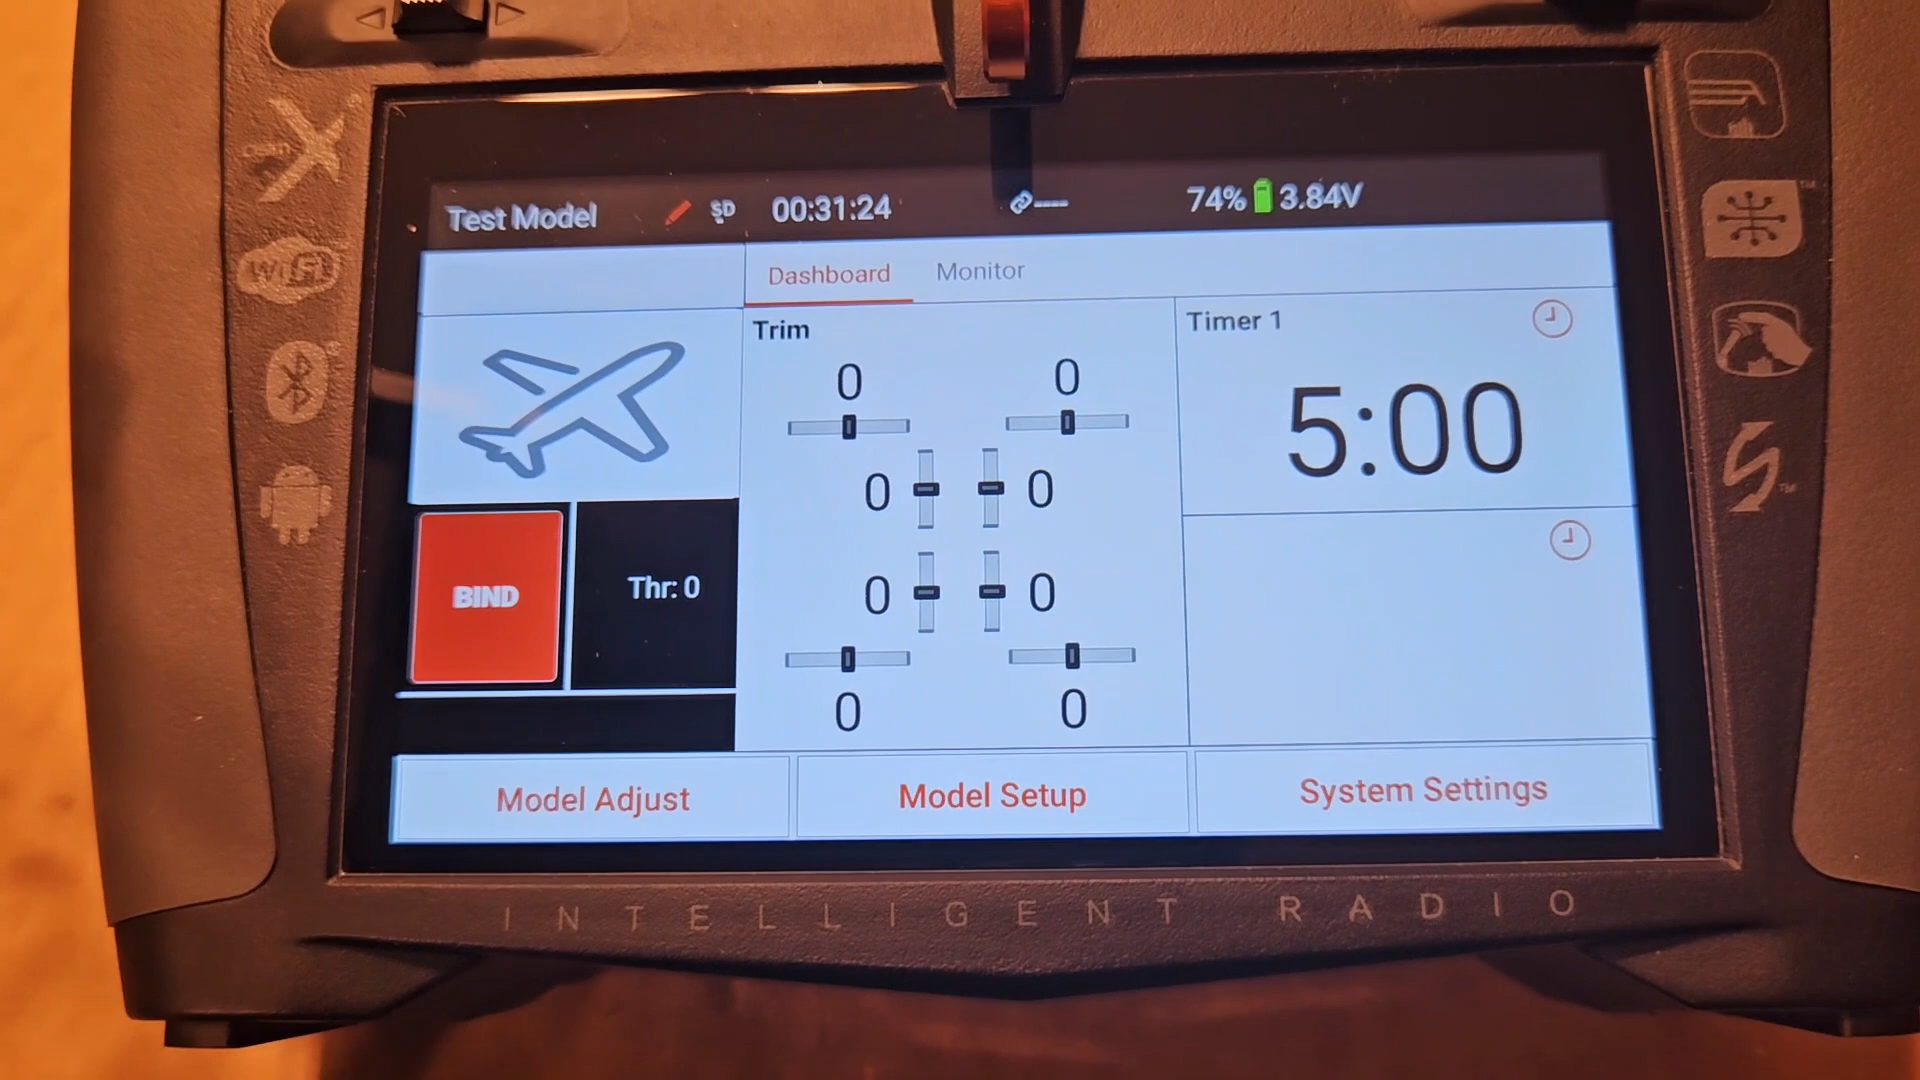 Test Model SD 00:31:24 ---- 74% 3.84V
Dashboard Monitor
Trim
0 0
0 0
0 0
0 0
Timer 1
5:00
BIND
Thr: 0
Model Adjust Model Setup System Settings
WiFi
INTELLIGENT RADIO